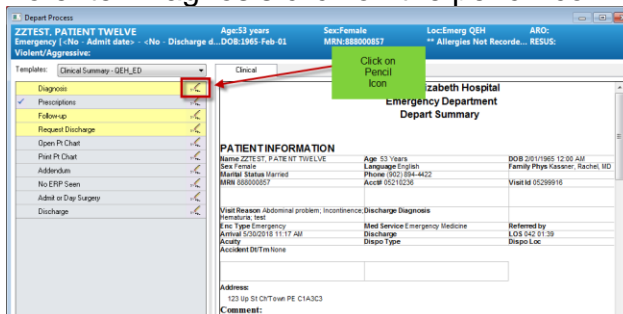 Depart Process
ZZTEST, PATIENT TWELVE Age:53 years Sex:Female Loc:Emerg QEH ARO:
Emergency [<No - Admit date> - <No - Discharge d...DOB:1965-Feb-01 MRN:888000857 ** Allergies Not Recorde... RESUS:
Violent/Aggressive:
Templates: Clinical Summary - QEH_ED
Clinical
Click on
Pencil
Icon
Diagnosis
Prescriptions
Follow-up
Request Discharge
Open Pt Chart
Print Pt Chart
Addendum
No ERP Seen
Admit or Day Surgery
Discharge
izabeth Hospital
Emergency Department
Depart Summary
PATIENT INFORMATION
Name ZZTEST, PATIENT TWELVE Age 53 Years DOB 2/01/1965 12:00 AM
Sex Female Language English Family Phys Kassner, Rachel, MD
Marital Status Married Phone (902) 894-4422
MRN 888000857 Acct# 05210236 Visit Id 05299916
Visit Reason Abdominal problem; Incontinence; Discharge Diagnosis
Hematuria; test
Enc Type Emergency Med Service Emergency Medicine Referred by
Arrival 5/30/2018 11:17 AM Discharge LOS 042 01:39
Acuity Dispo Type Dispo Loc
Accident Dt/Tm None
Address:
123 Up St Ch'Town PE C1A3C3
Comment: